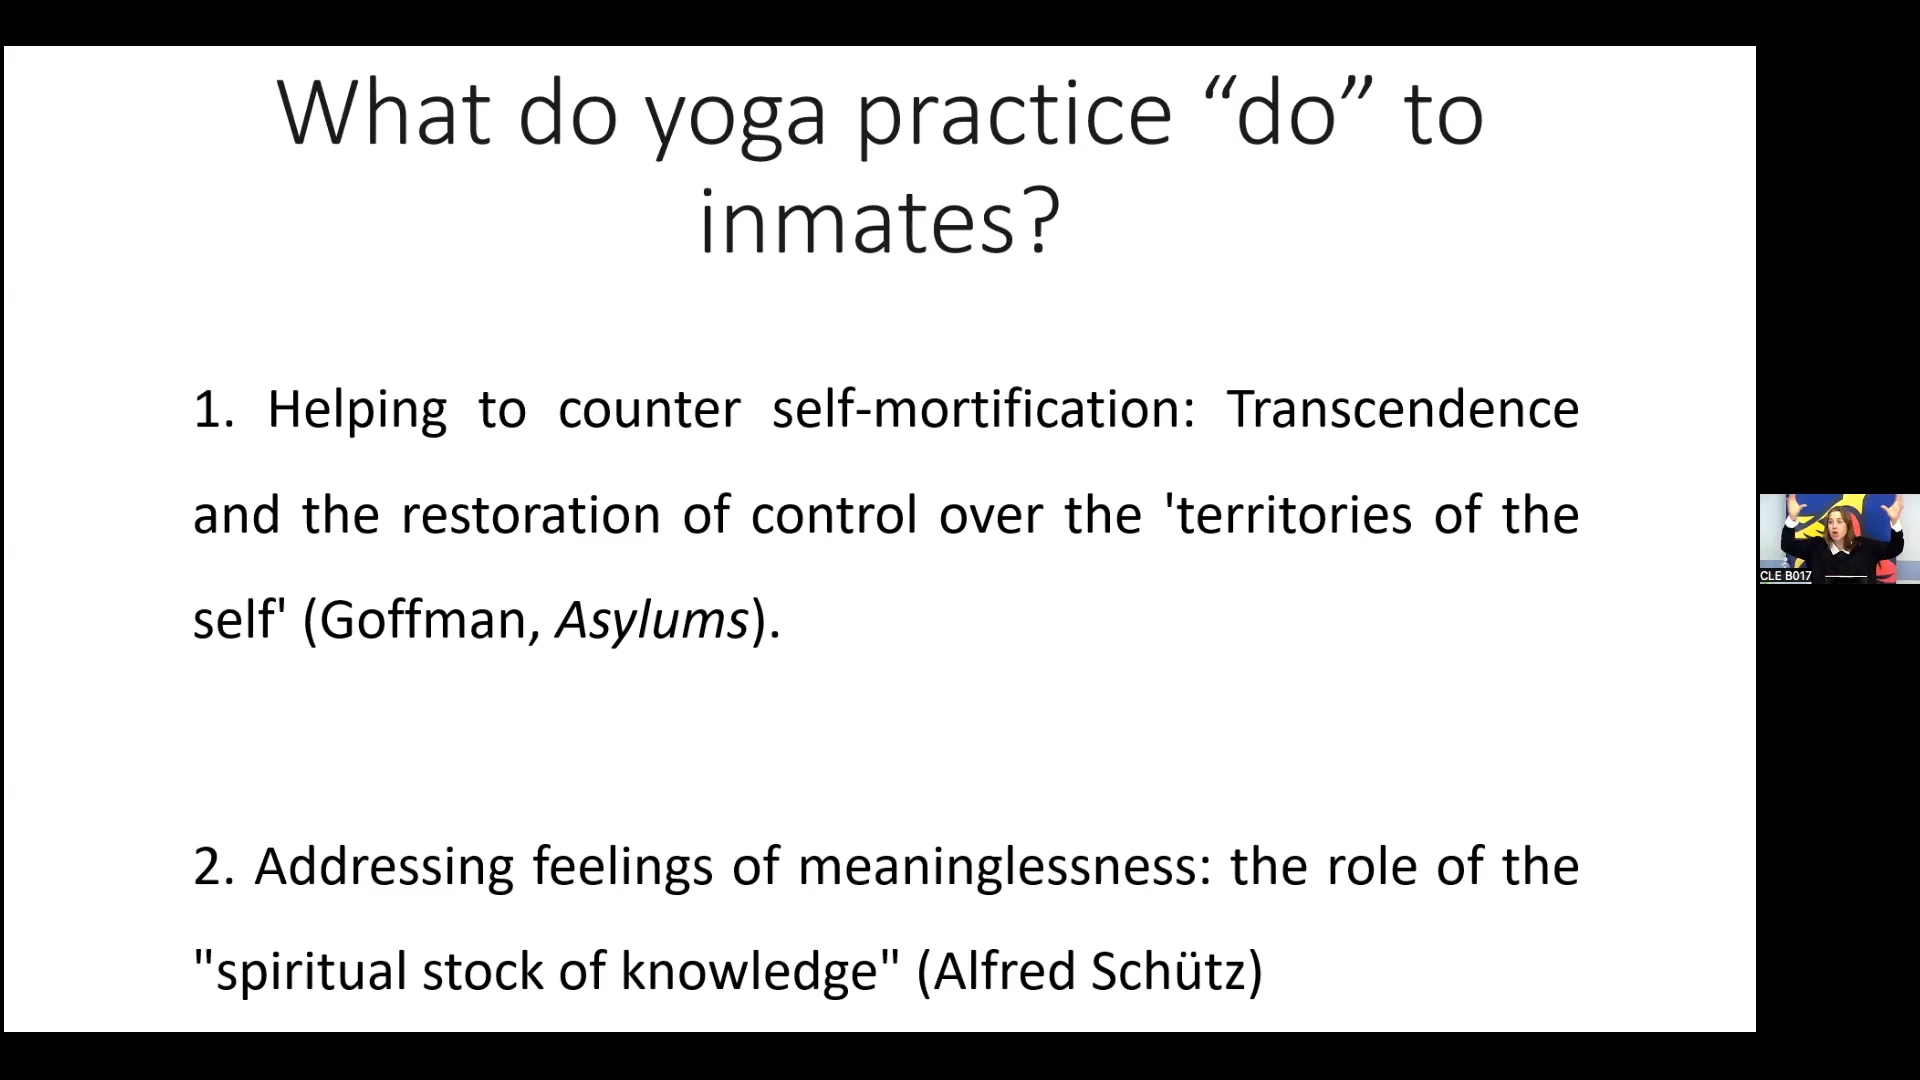 What do yoga practice “do” to
inmates?
1. Helping to counter self-mortification: Transcendence
and the restoration of control over the 'territories of the
self' (Goffman, Asylums).
2. Addressing feelings of meaninglessness: the role of the
"spiritual stock of knowledge" (Alfred Schütz)
CLE B017